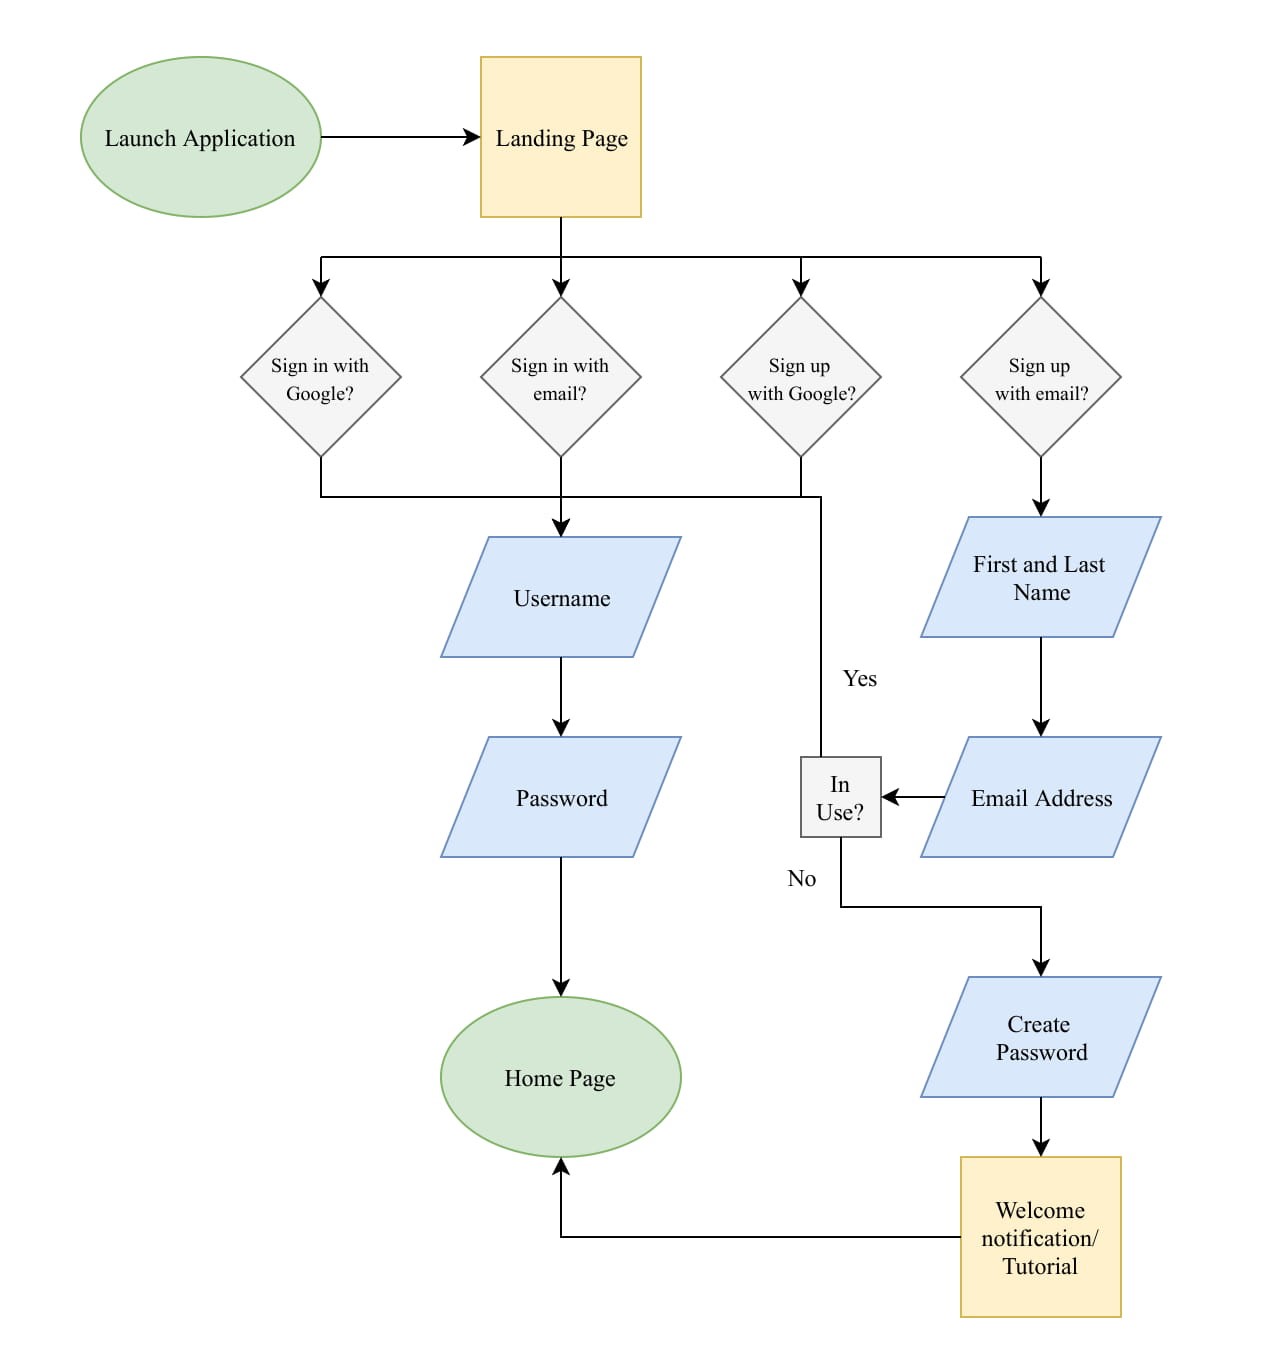 Launch Application
Landing Page
Sign in with
Google?
Sign in with
email?
Sign up
with Google?
Sign up
with email?
Username
First and Last
Name
Yes
Password
In
Use?
Email Address
No
Create
Password
Home Page
Welcome
notification/
Tutorial